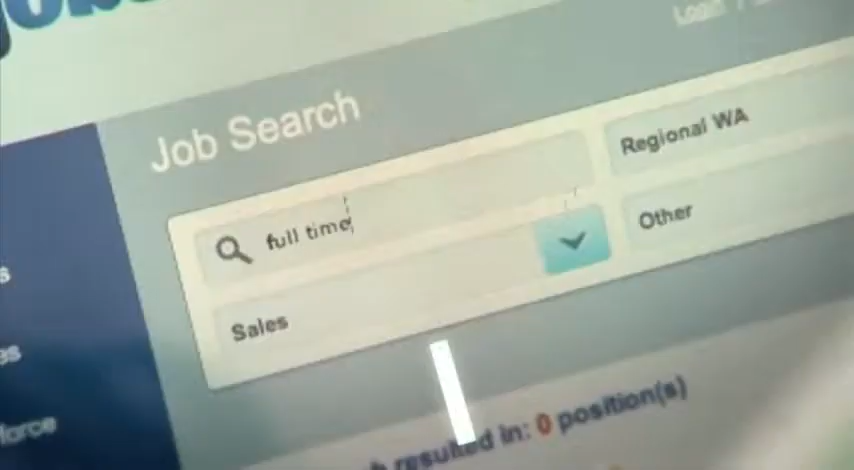 Login
Job Search
Regional WA
full time
Other
Sales
resulted in: 0 position(s)